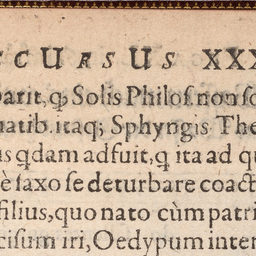 CURSUS XXX
parit, q; Solis Philos. non so
natib. itaq; Sphyngis The
us qdam adfuit, q ita ad qu
è saxo se deturbare coact
filius, quo nato cùm patri
cisum iri, Oedypum inter